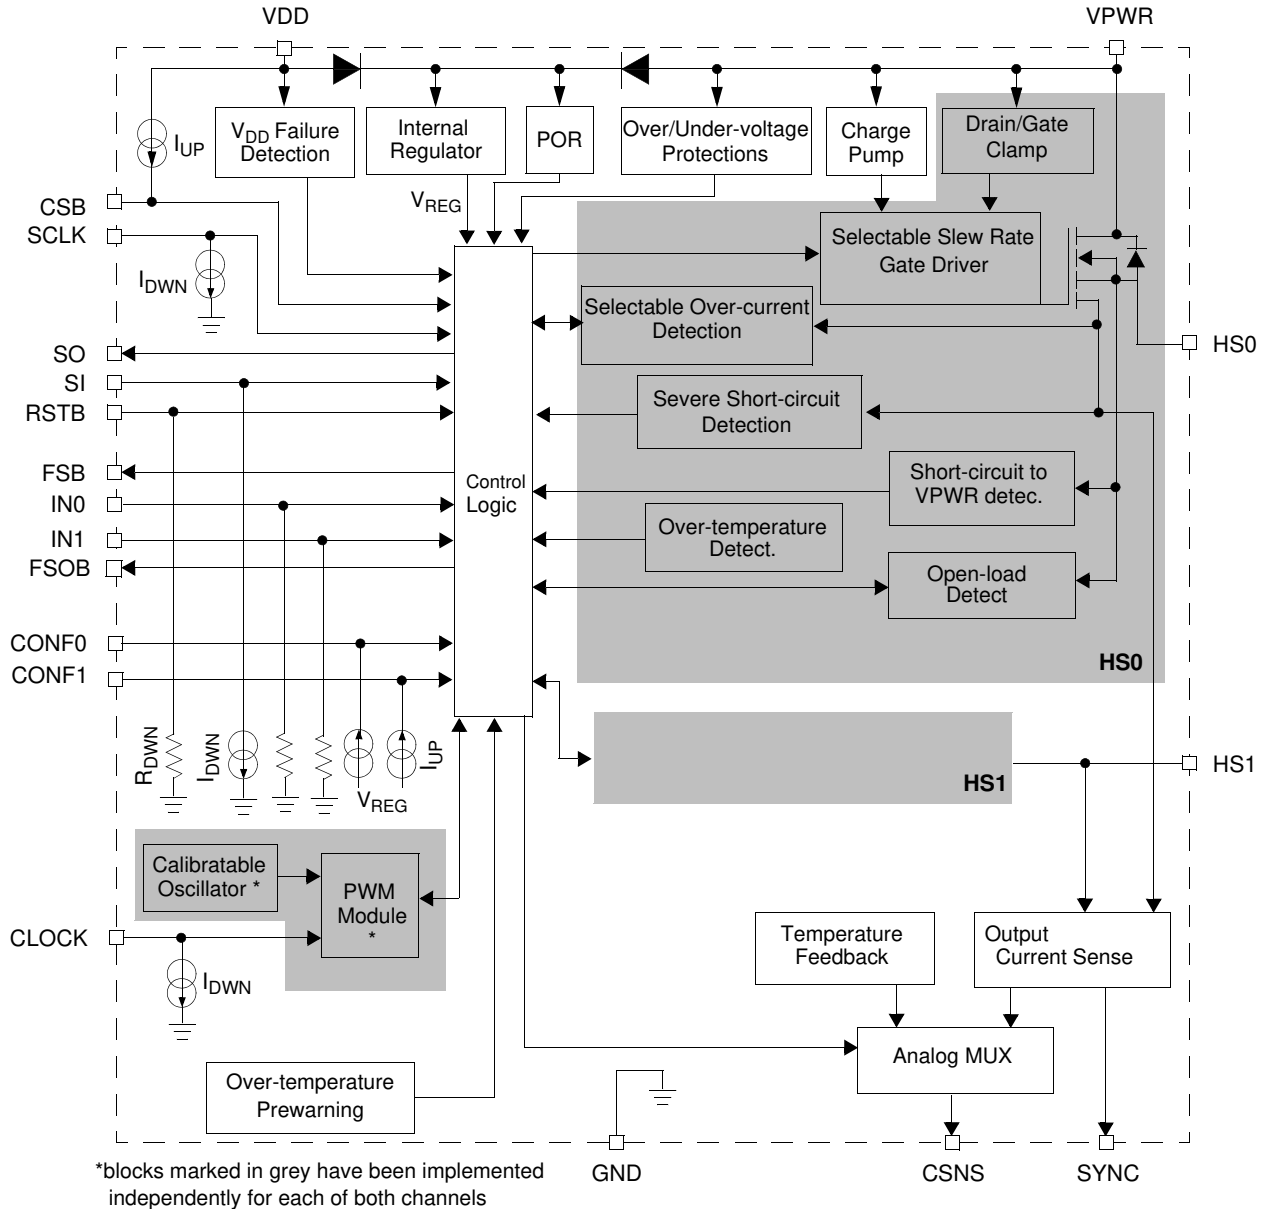 VDD
VPWR
VDD Failure
Detection
Internal
Regulator
POR
Over/Under-voltage
Protections
Charge
Pump
Drain/Gate
Clamp
IUP
VREG
CSB
SCLK
IDWN
Selectable Slew Rate
Gate Driver
Selectable Over-current
Detection
SO
SI
RSTB
HS0
Severe Short-circuit
Detection
FSB
IN0
IN1
FSOB
Control
Logic
Short-circuit to
VPWR detec.
Over-temperature
Detect.
Open-load
Detect
CONF0
CONF1
HS0
RDWN
IDWN
IUP
VREG
HS1
HS1
Calibratable
Oscillator *
PWM
Module
*
CLOCK
IDWN
Temperature
Feedback
Output
Current Sense
Analog MUX
Over-temperature
Prewarning
GND
CSNS
SYNC
*blocks marked in grey have been implemented
independently for each of both channels